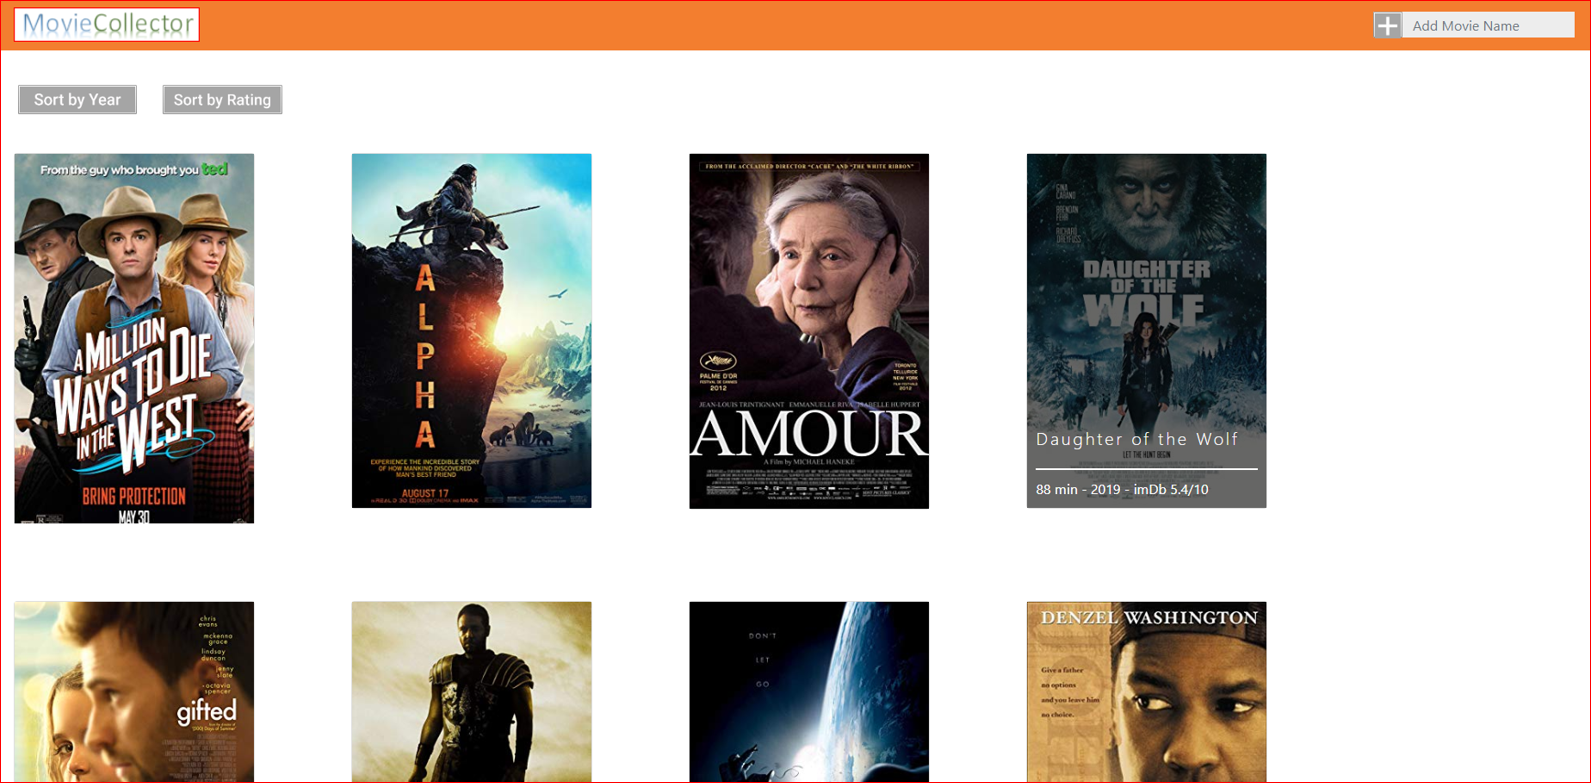 MovieCollector
Add Movie Name
Sort by Year
Sort by Rating
From the guy who brought you ted
A MILLION
WAYS TO DIE
IN THE WEST
BRING PROTECTION
MAY 30
ALPHA
EXPERIENCE THE INCREDIBLE STORY
OF HOW MANKIND DISCOVERED
MAN'S BEST FRIEND
AUGUST 17
FROM THE ACCLAIMED DIRECTOR "CACHÉ" AND "THE WHITE RIBBON"
PALME D'OR
FESTIVAL DE CANNES
2012
TORONTO
TELLURIDE
NEW YORK
FILM FESTIVALS
2012
JEAN-LOUIS TRINTIGNANT EMMANUELLE RIVA ISABELLE HUPPERT
AMOUR
A Film by MICHAEL HANEKE
GINA
CARANO
BRENDAN
FEHR
RICHARD
DREYFUSS
DAUGHTER
OF THE
WOLF
Daughter of the Wolf
LET THE HUNT BEGIN
88 min - 2019 - imDb 5.4/10
chris
evans
mckenna
grace
lindsay
duncan
jenny
slate
octavia
spencer
gifted
DON'T
LET
GO
DENZEL WASHINGTON
Give a father
no options
and you leave him
no choice.